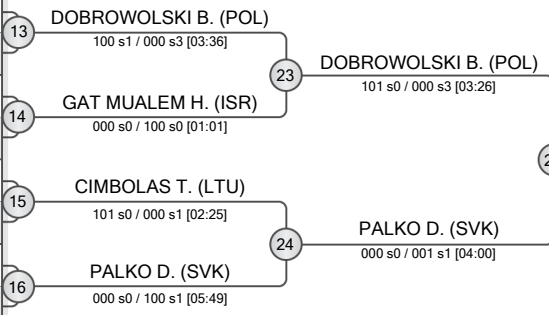 13
DOBROWOLSKI B. (POL)
100 s1 / 000 s3 [03:36]
23
DOBROWOLSKI B. (POL)
101 s0 / 000 s3 [03:26]
14
GAT MUALEM H. (ISR)
000 s0 / 100 s0 [01:01]
15
CIMBOLAS T. (LTU)
101 s0 / 000 s1 [02:25]
24
PALKO D. (SVK)
000 s0 / 001 s1 [04:00]
16
PALKO D. (SVK)
000 s0 / 100 s1 [05:49]